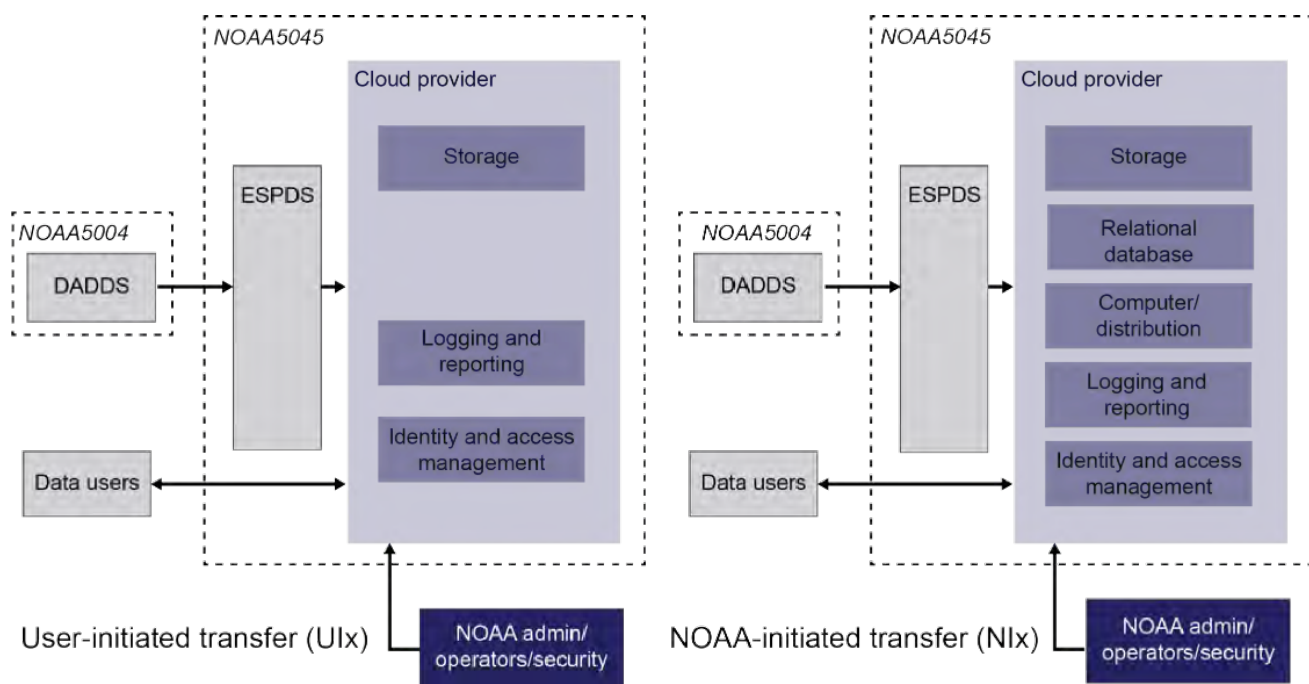 NOAA5045
Cloud provider
Storage
ESPDS
NOAA5004
DADDS
Logging and
reporting
Identity and access
management
Data users
User-initiated transfer (UIx)
NOAA admin/
operators/security
NOAA5045
Cloud provider
Storage
ESPDS
Relational
database
NOAA5004
DADDS
Computer/
distribution
Logging and
reporting
Identity and access
management
Data users
NOAA-initiated transfer (NIx)
NOAA admin/
operators/security